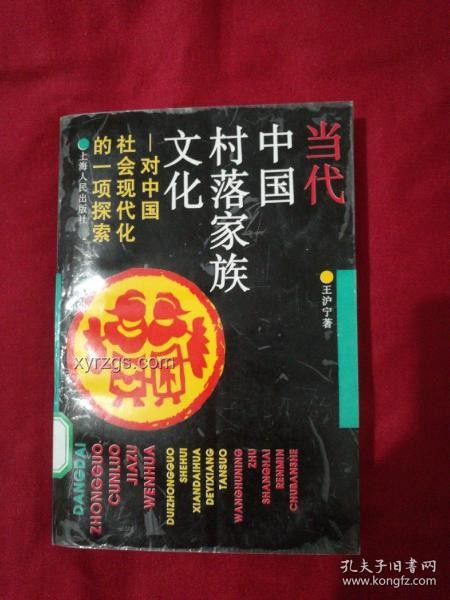 当代
中国
村落家族
文化
—对中国
社会现代化
的一项探索
●上海人民出版社
●王沪宁著
xyrzgs.com
DANGDAI
ZHONGGUO
CUNLUO
JIAZU
WENHUA
DUIZHONGGUO
SHEHUI
XIANDAIHUA
DEYIXIANG
TANSUO
WANGHUNING
ZHU
SHANGHAI
RENMIN
CHUBANSHE
孔夫子旧书网
www.kongfz.com